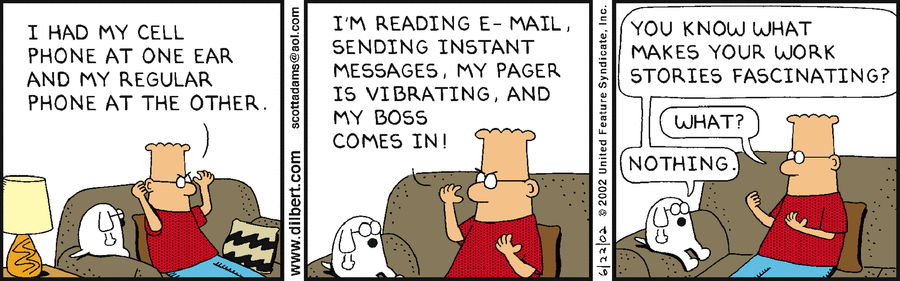 I HAD MY CELL
PHONE AT ONE EAR
AND MY REGULAR
PHONE AT THE OTHER.
www.dilbert.com
scottadams@aol.com
I'M READING E-MAIL,
SENDING INSTANT
MESSAGES, MY PAGER
IS VIBRATING, AND
MY BOSS
COMES IN!
6/22/02 © 2002 United Feature Syndicate, Inc.
YOU KNOW WHAT
MAKES YOUR WORK
STORIES FASCINATING?
WHAT?
NOTHING.